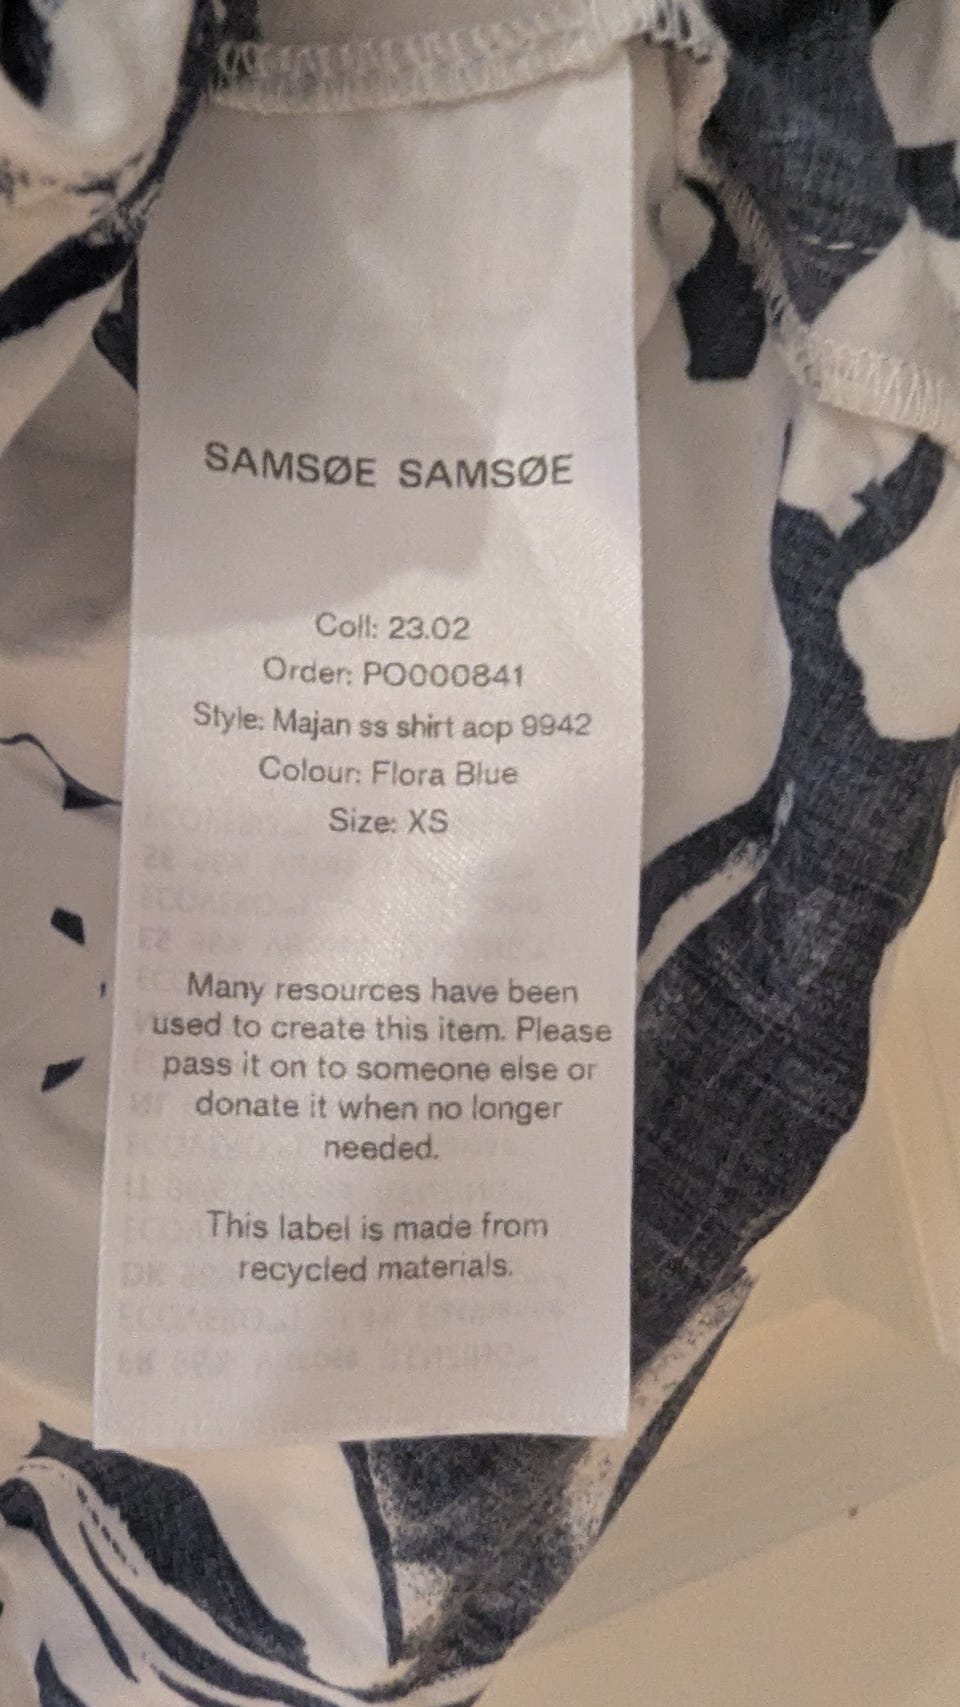 SAMSØE SAMSØE
Coll: 23.02
Order: PO000841
Style: Majan ss shirt aop 9942
Colour: Flora Blue
Size: XS
Many resources have been
used to create this item. Please
pass it on to someone else or
donate it when no longer
needed.
This label is made from
recycled materials.